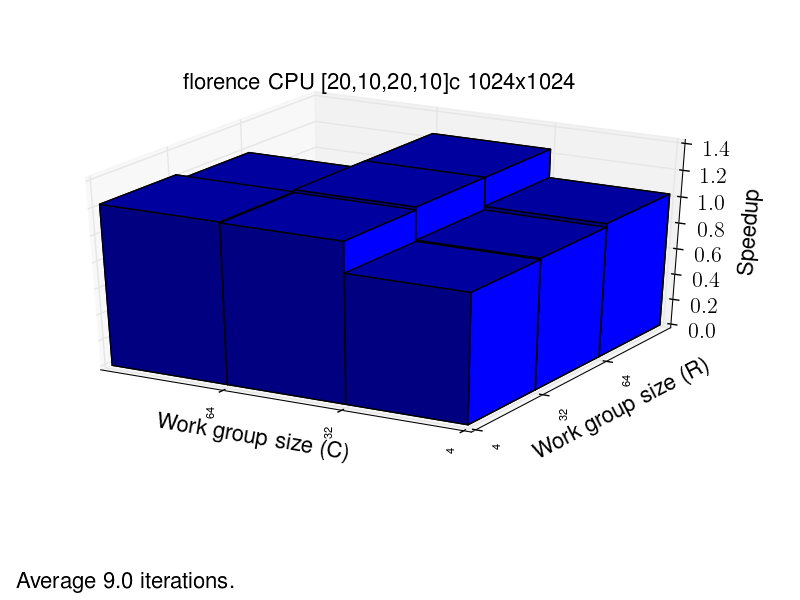 florence CPU [20,10,20,10]c 1024x1024
1.4
1.2
1.0
0.8
0.6
0.4
0.2
0.0
Speedup
64
32
4
Work group size (C)
4
32
64
Work group size (R)
Average 9.0 iterations.